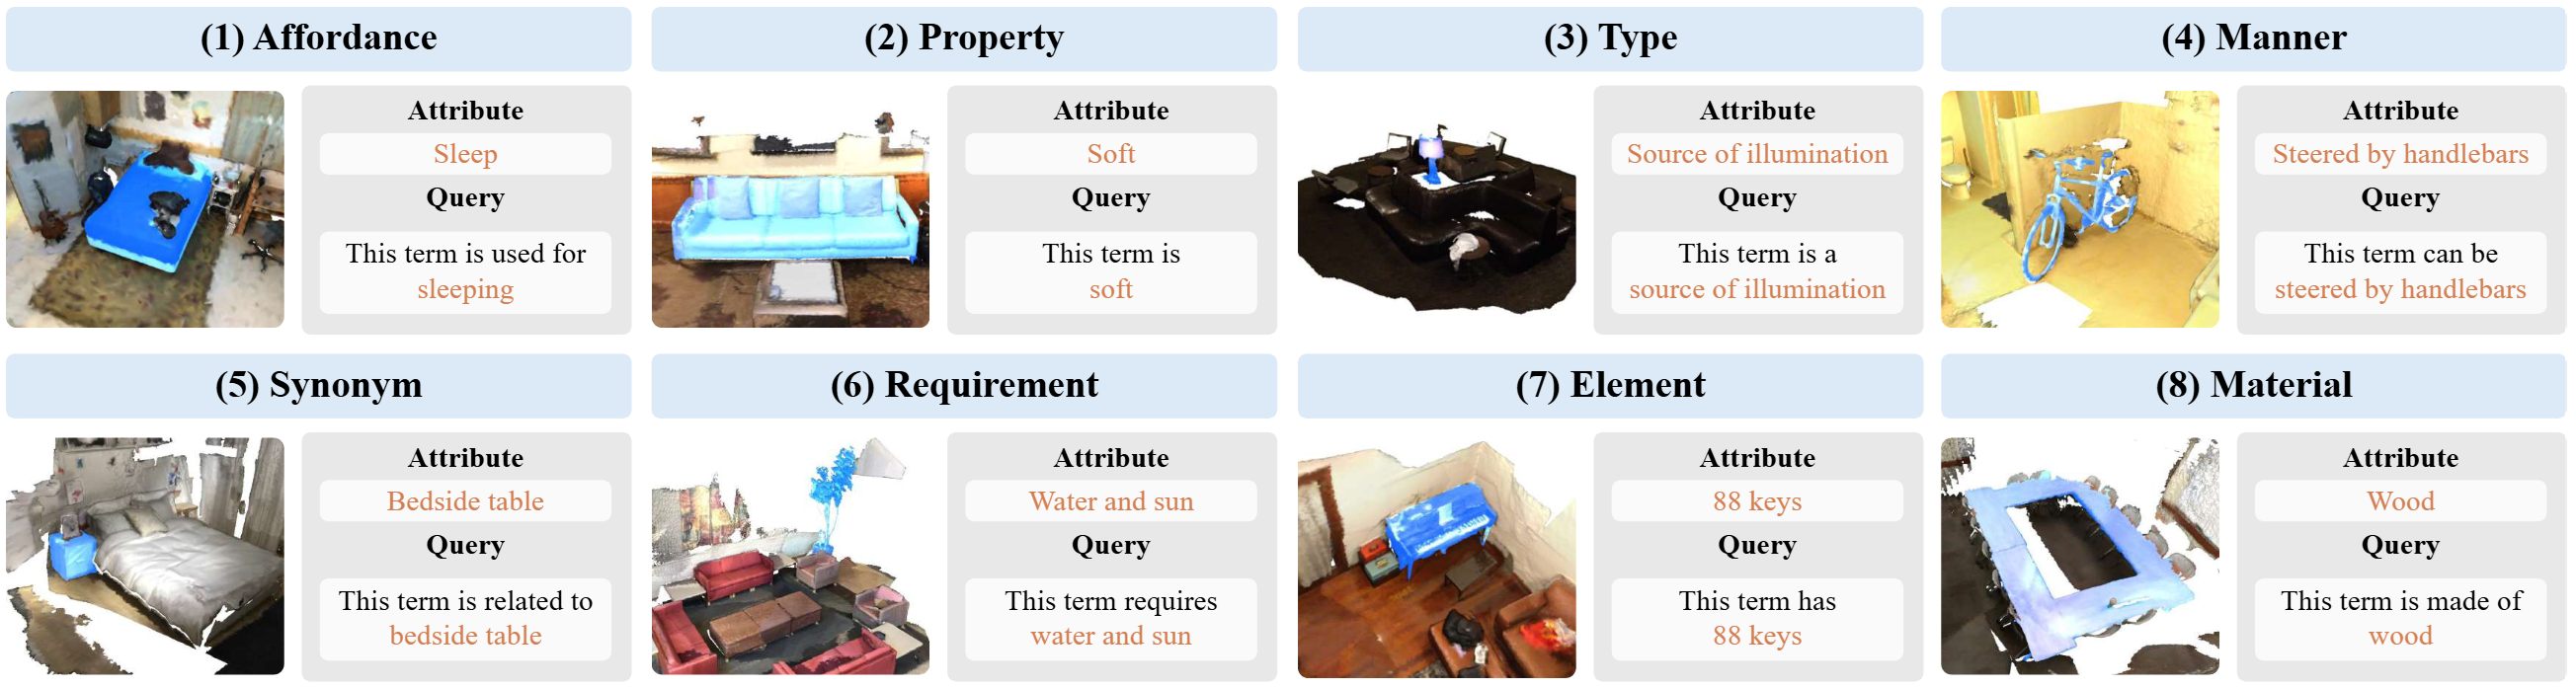 (1) Affordance
Attribute
Sleep
Query
This term is used for
sleeping
(2) Property
Attribute
Soft
Query
This term is
soft
(3) Type
Attribute
Source of illumination
Query
This term is a
source of illumination
(4) Manner
Attribute
Steered by handlebars
Query
This term can be
steered by handlebars
(5) Synonym
Attribute
Bedside table
Query
This term is related to
bedside table
(6) Requirement
Attribute
Water and sun
Query
This term requires
water and sun
(7) Element
Attribute
88 keys
Query
This term has
88 keys
(8) Material
Attribute
Wood
Query
This term is made of
wood